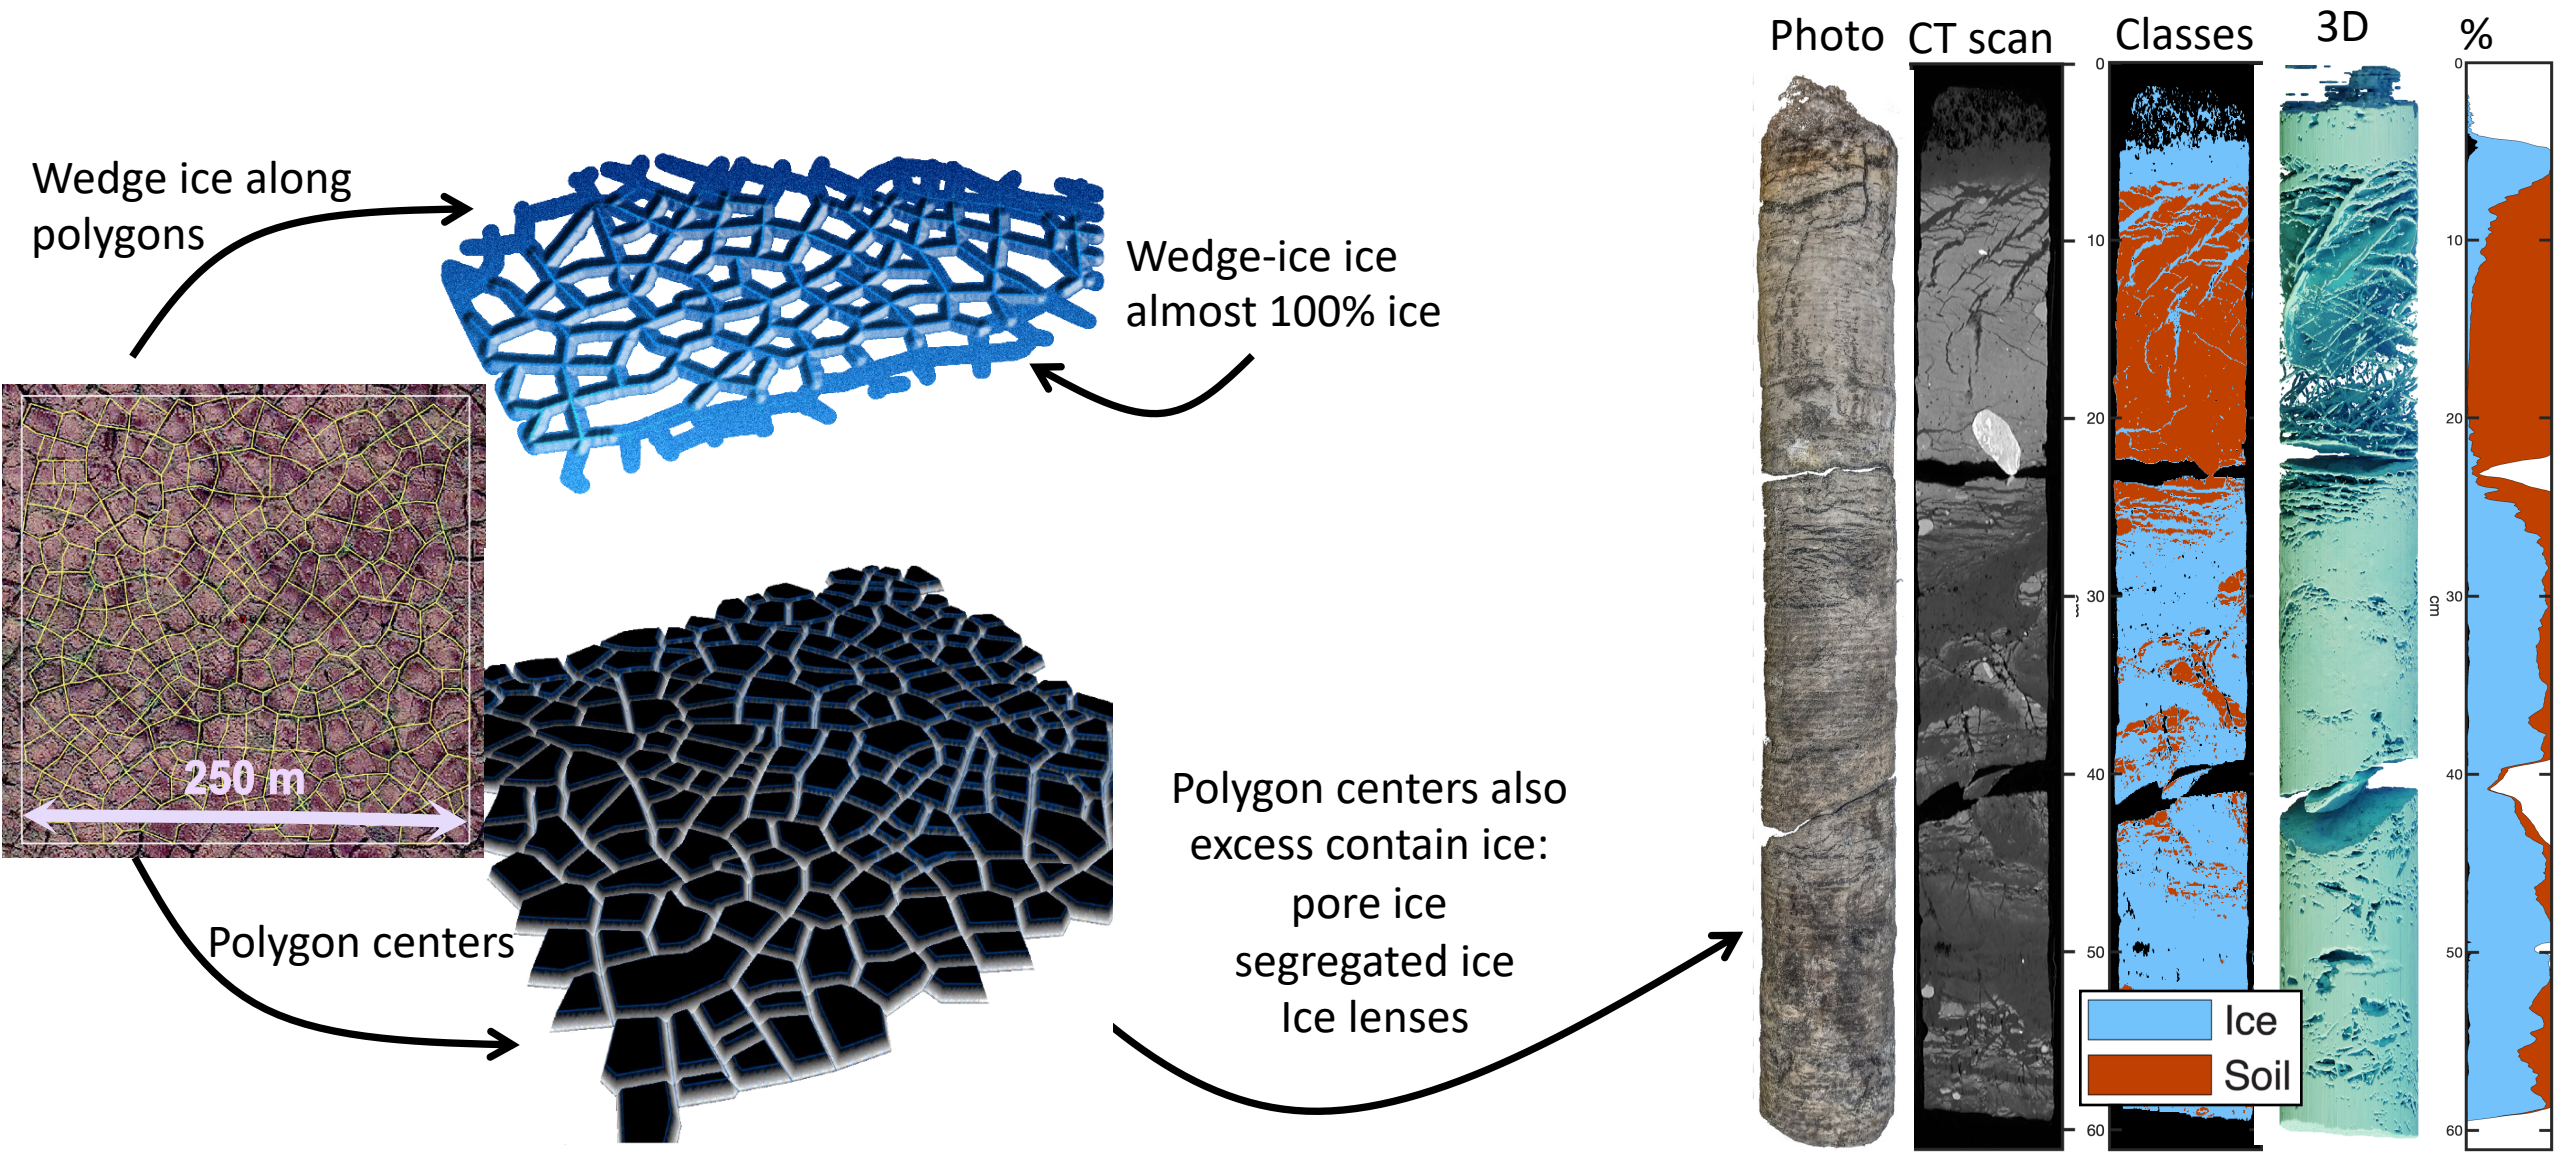 Wedge ice along
polygons
Wedge-ice ice
almost 100% ice
250 m
Polygon centers
Polygon centers also
excess contain ice:
pore ice
segregated ice
Ice lenses
Photo
CT scan
Classes
3D
%
0
10
20
30
40
50
60
Ice
Soil
0
10
20
30
40
50
60
cm